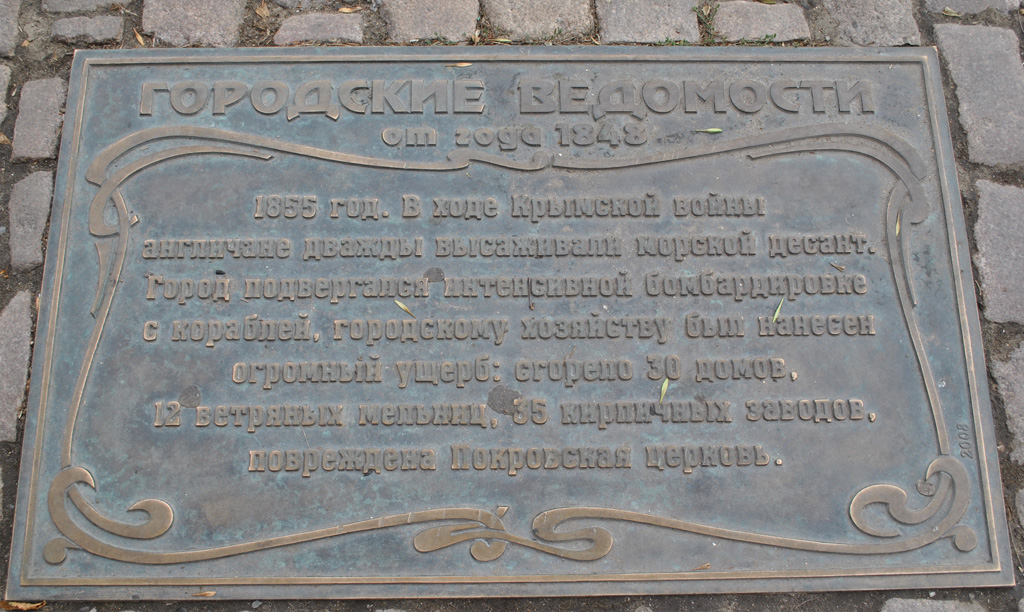 ГОРОДСКИЕ ВЕДОМОСТИ
от года 1848
1855 год. В ходе Крымской войны
англичане дважды высаживали морской десант.
Город подвергался интенсивной бомбардировке
с кораблей, городскому хозяйству был нанесен
огромный ущерб: сгорело 30 домов,
12 ветряных мельниц, 35 кирпичных заводов,
повреждена Покровская церковь.
2008